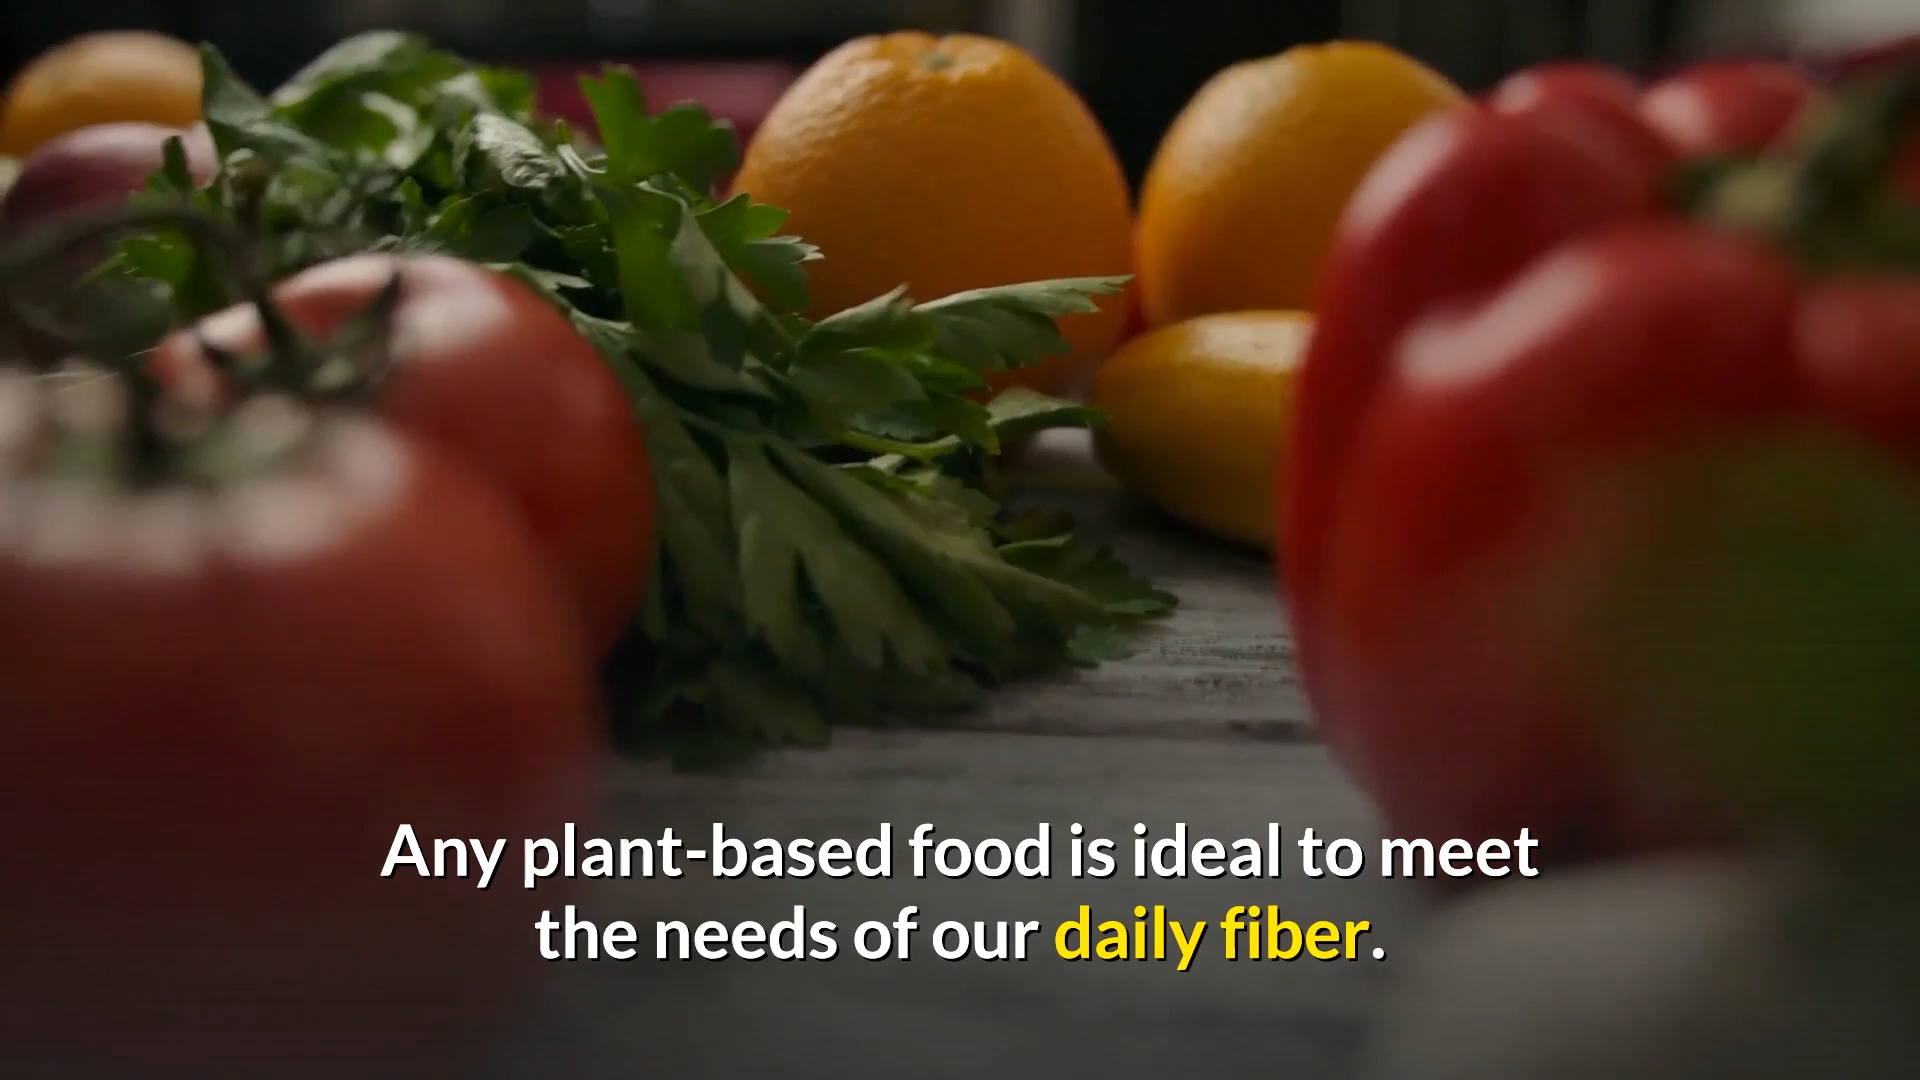 Any plant-based food is ideal to meet
the needs of our daily fiber.